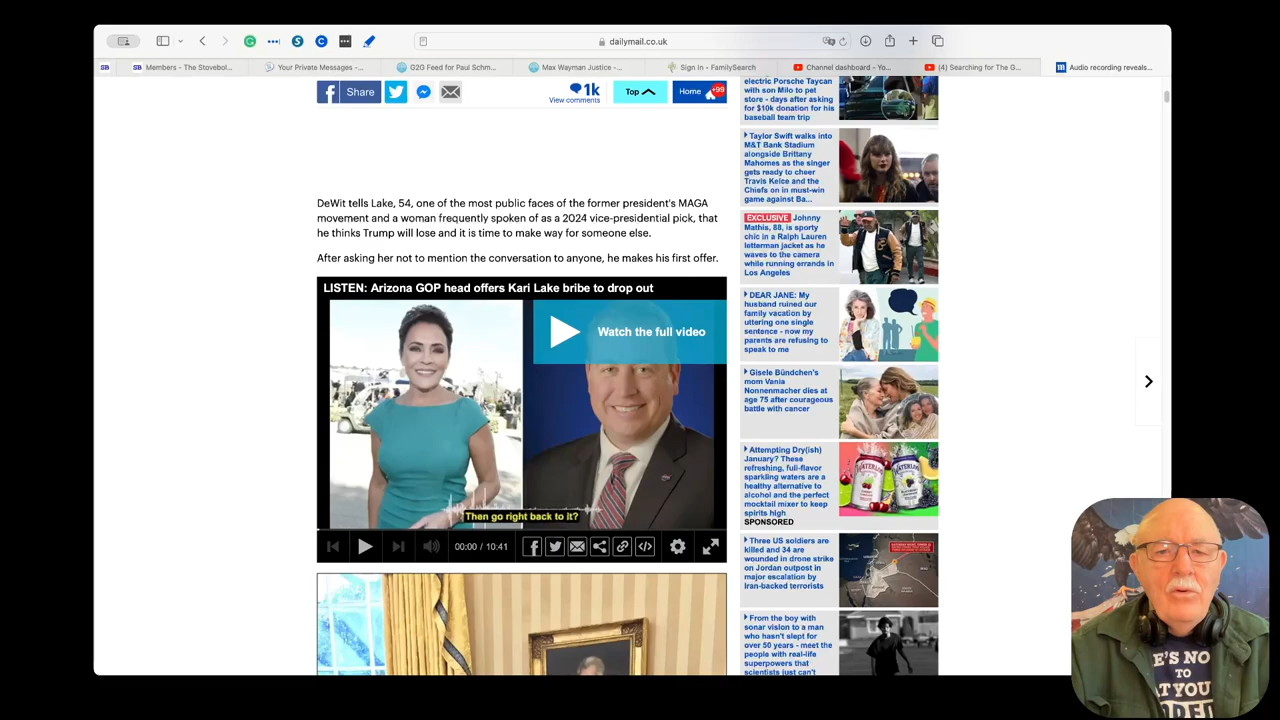 dailymail.co.uk
SB
SB Members - The Stovebol...
Your Private Messages -...
G2G Feed for Paul Schm...
Max Wayman Justice -...
Sign In • FamilySearch
Channel dashboard - Yo...
(4) Searching for The G...
Audio recording reveals...
Share
1k
View comments
Top
Home
+99
DeWit tells Lake, 54, one of the most public faces of the former president's MAGA
movement and a woman frequently spoken of as a 2024 vice-presidential pick, that
he thinks Trump will lose and it is time to make way for someone else.
After asking her not to mention the conversation to anyone, he makes his first offer.
LISTEN: Arizona GOP head offers Kari Lake bribe to drop out
Watch the full video
Then go right back to it?
00:00 / 10:41
electric Porsche Taycan
with son Milo to pet
store - days after asking
for $10k donation for his
baseball team trip
Taylor Swift walks into
M&T Bank Stadium
alongside Brittany
Mahomes as the singer
gets ready to cheer
Travis Kelce and the
Chiefs on in must-win
game against Ba...
EXCLUSIVE Johnny
Mathis, 88, is sporty
chic in a Ralph Lauren
letterman jacket as he
waves to the camera
while running errands in
Los Angeles
DEAR JANE: My
husband ruined our
family vacation by
uttering one single
sentence - now my
parents are refusing to
speak to me
Gisele Bündchen's
mom Vania
Nonnenmacher dies at
age 75 after courageous
battle with cancer
Attempting Dry(ish)
January? These
refreshing, full-flavor
sparkling waters are a
healthy alternative to
alcohol and the perfect
mocktail mixer to keep
spirits high
SPONSORED
Three US soldiers are
killed and 34 are
wounded in drone strike
on Jordan outpost in
major escalation by
Iran-backed terrorists
From the boy with
sonar vision to a man
who hasn't slept for
over 50 years - meet the
people with real-life
superpowers that
scientists just can't
E'S NO
TO
AT YOU